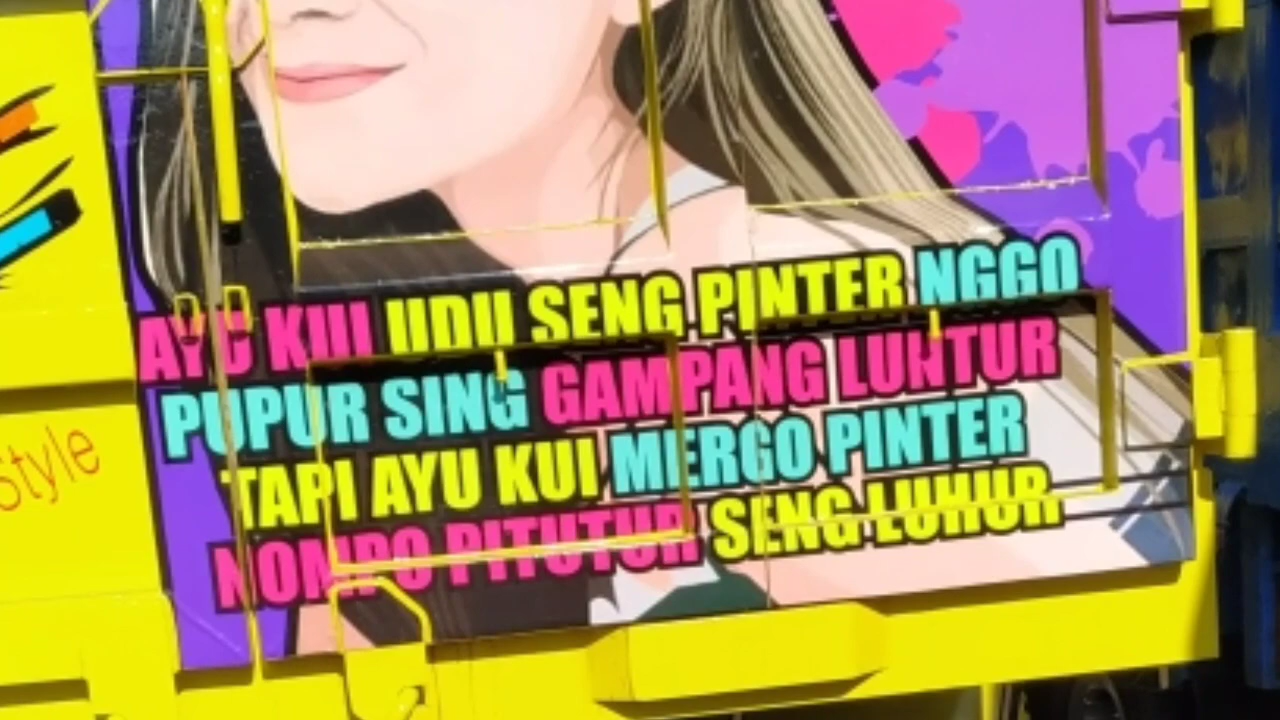 Style
AYU KUI UDU SENG PINTER NGGO
PUPUR SING GAMPANG LUNTUR
TAPI AYU KUI MERGO PINTER
NOMPO PITUTUR SENG LUHUR